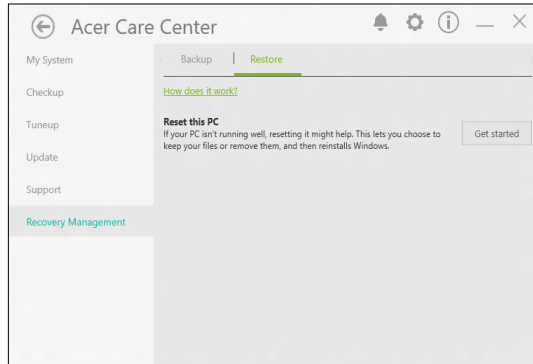 Acer Care Center
My System
Backup | Restore
Checkup
How does it work?
Tuneup
Reset this PC
If your PC isn't running well, resetting it might help. This lets you choose to
keep your files or remove them, and then reinstalls Windows.
Get started
Update
Support
Recovery Management